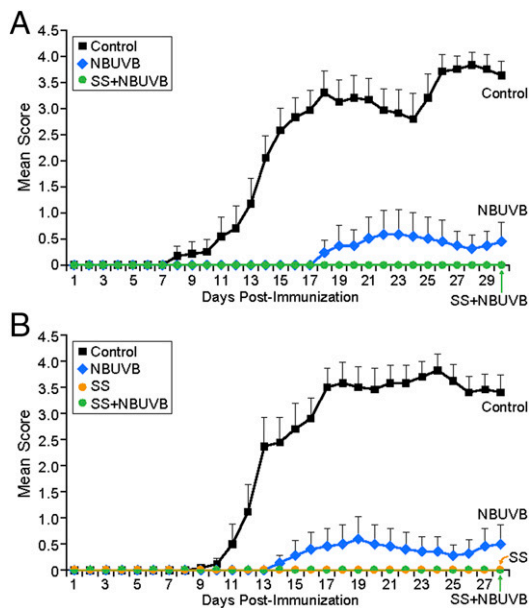 A
Control
NBUVB
SS+NBUVB
Mean Score
4.5
4.0
3.5
3.0
2.5
2.0
1.5
1.0
0.5
0
Control
NBUVB
1 3 5 7 9 11 13 15 17 19 21 23 25 27 29
Days Post-Immunization
SS+NBUVB
B
Control
NBUVB
SS
SS+NBUVB
Mean Score
4.5
4.0
3.5
3.0
2.5
2.0
1.5
1.0
0.5
0
Control
NBUVB
SS
1 3 5 7 9 11 13 15 17 19 21 23 25 27
Days Post-Immunization
SS+NBUVB